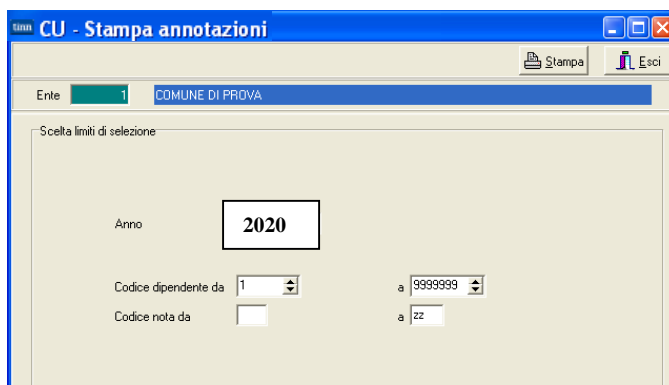 tinn CU - Stampa annotazioni
Stampa Esci
Ente 1 COMUNE DI PROVA
Scelta limiti di selezione
Anno 2020
Codice dipendente da 1 a 9999999
Codice nota da a zz